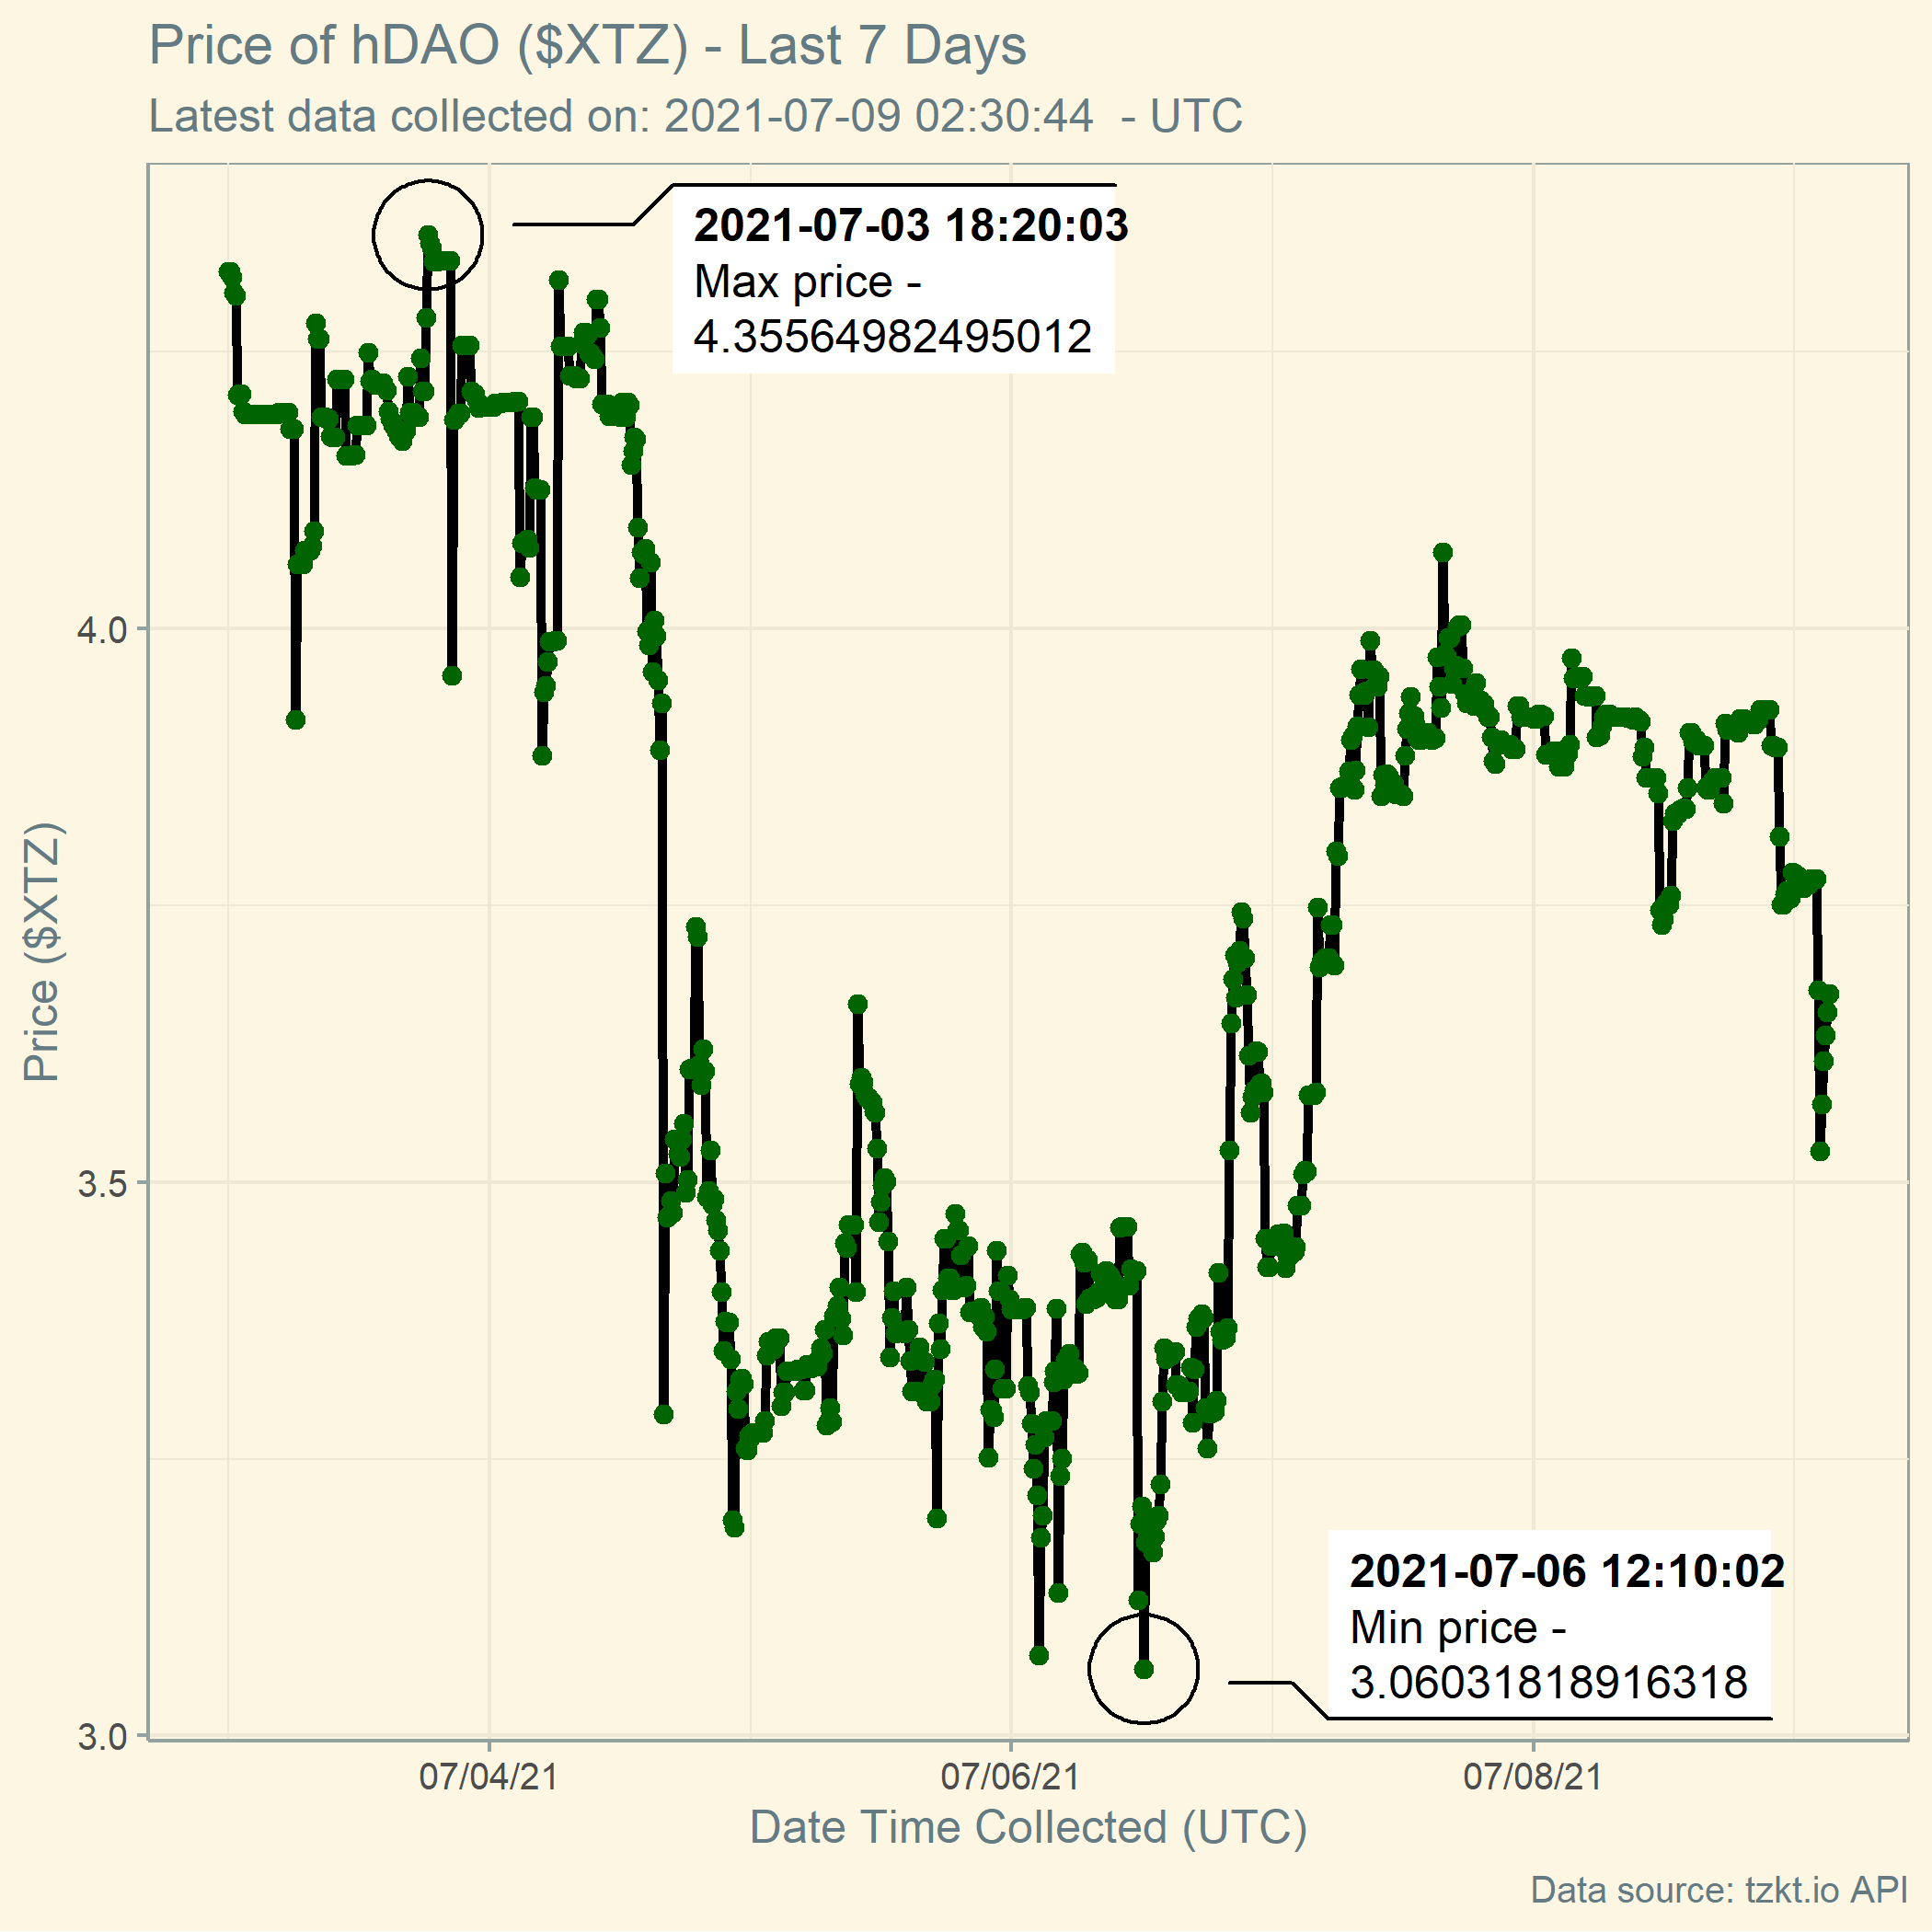 Price of hDAO ($XTZ) - Last 7 Days
Latest data collected on: 2021-07-09 02:30:44  - UTC
2021-07-03 18:20:03
Max price -
4.35564982495012
4.0
3.5
3.0
Price ($XTZ)
2021-07-06 12:10:02
Min price -
3.06031818916318
07/04/21
07/06/21
07/08/21
Date Time Collected (UTC)
Data source: tzkt.io API